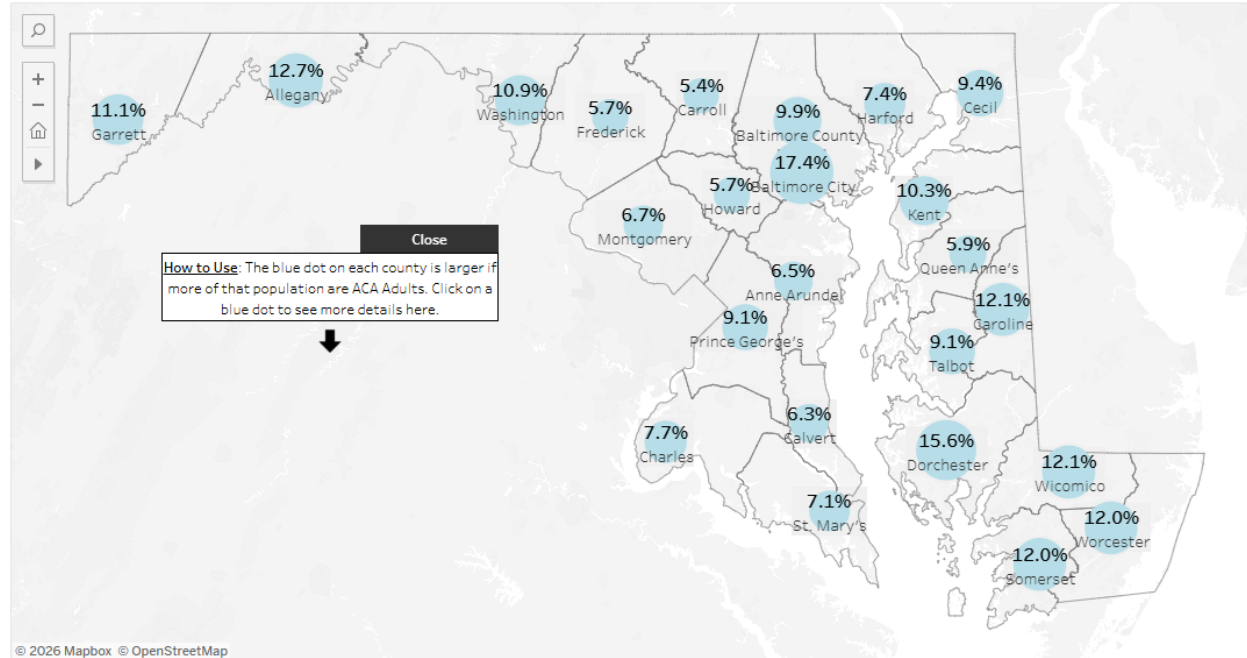 12.7%
Allegany
11.1%
Garrett
10.9%
Washington
5.7%
Frederick
5.4%
Carroll
9.9%
Baltimore County
7.4%
Harford
9.4%
Cecil
17.4%
Baltimore City
5.7%
Howard
10.3%
Kent
6.7%
Montgomery
5.9%
Queen Anne's
Close
How to Use: The blue dot on each county is larger if
more of that population are ACA Adults. Click on a
blue dot to see more details here.
6.5%
Anne Arundel
12.1%
Caroline
9.1%
Prince George's
9.1%
Talbot
6.3%
Calvert
7.7%
Charles
15.6%
Dorchester
12.1%
Wicomico
7.1%
St. Mary's
12.0%
Worcester
12.0%
Somerset
© 2026 Mapbox © OpenStreetMap